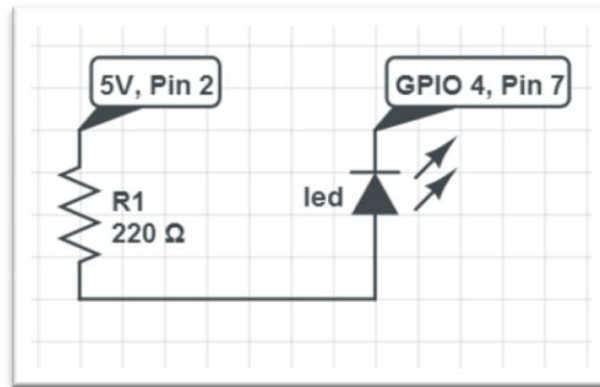 5V, Pin 2
GPIO 4, Pin 7
R1
220 Ω
led